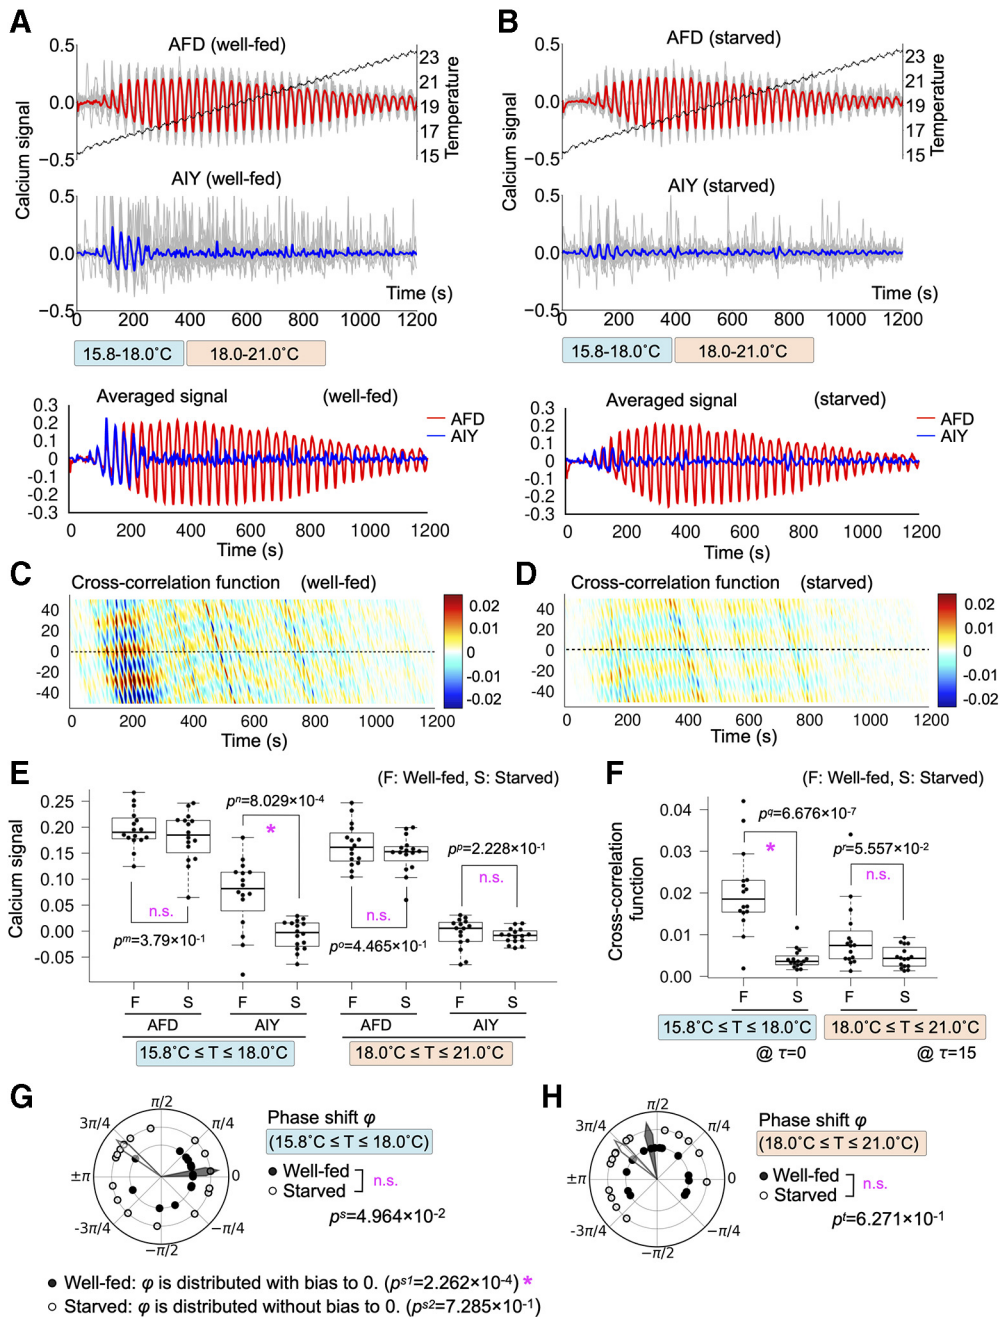 A
AFD (well-fed)
0.5
0.0
−0.5
Calcium signal
23
21
19
17
15
Temperature
AIY (well-fed)
0.5
0.0
−0.5
Time (s)
0 200 400 600 800 1000 1200
15.8-18.0˚C
18.0-21.0˚C
Averaged signal (well-fed)
0.3
0.2
0.1
0
-0.1
-0.2
-0.3
AFD
AIY
0 200 400 600 800 1000 1200
Time (s)
B
AFD (starved)
0.5
0.0
−0.5
Calcium signal
23
21
19
17
15
Temperature
AIY (starved)
0.5
0.0
−0.5
Time (s)
0 200 400 600 800 1000 1200
15.8-18.0˚C
18.0-21.0˚C
Averaged signal (starved)
0.3
0.2
0.1
0
-0.1
-0.2
-0.3
AFD
AIY
0 200 400 600 800 1000 1200
Time (s)
C
Cross-correlation function (well-fed)
40
20
0
-20
-40
0.02
0.01
0
-0.01
-0.02
0 200 400 600 800 1000 1200
Time (s)
D
Cross-correlation function (starved)
40
20
0
-20
-40
0.02
0.01
0
-0.01
-0.02
0 200 400 600 800 1000 1200
Time (s)
E
(F: Well-fed, S: Starved)
Calcium signal
0.25
0.20
0.15
0.10
0.05
0.00
-0.05
pⁿ=8.029×10⁻⁴
*
n.s.
pᵐ=3.79×10⁻¹
pᵖ=2.228×10⁻¹
n.s.
n.s.
pᵒ=4.465×10⁻¹
F S F S F S F S
AFD AIY AFD AIY
15.8˚C ≤ T ≤ 18.0˚C
18.0˚C ≤ T ≤ 21.0˚C
F
(F: Well-fed, S: Starved)
Cross-correlation
function
0.04
0.03
0.02
0.01
0.00
p^q=6.676×10⁻⁷
*
pʳ=5.557×10⁻²
n.s.
F S F S
15.8˚C ≤ T ≤ 18.0˚C
18.0˚C ≤ T ≤ 21.0˚C
@ τ=0
@ τ=15
G
π/2
3π/4
π/4
±π
0
-3π/4
−π/4
−π/2
Phase shift φ
(15.8˚C ≤ T ≤ 18.0˚C)
Well-fed
Starved
n.s.
pˢ=4.964×10⁻²
H
π/2
3π/4
π/4
±π
0
-3π/4
−π/4
−π/2
Phase shift φ
(18.0˚C ≤ T ≤ 21.0˚C)
Well-fed
Starved
n.s.
pᵗ=6.271×10⁻¹
● Well-fed: φ is distributed with bias to 0. (pˢ¹=2.262×10⁻⁴) *
○ Starved: φ is distributed without bias to 0. (pˢ²=7.285×10⁻¹)